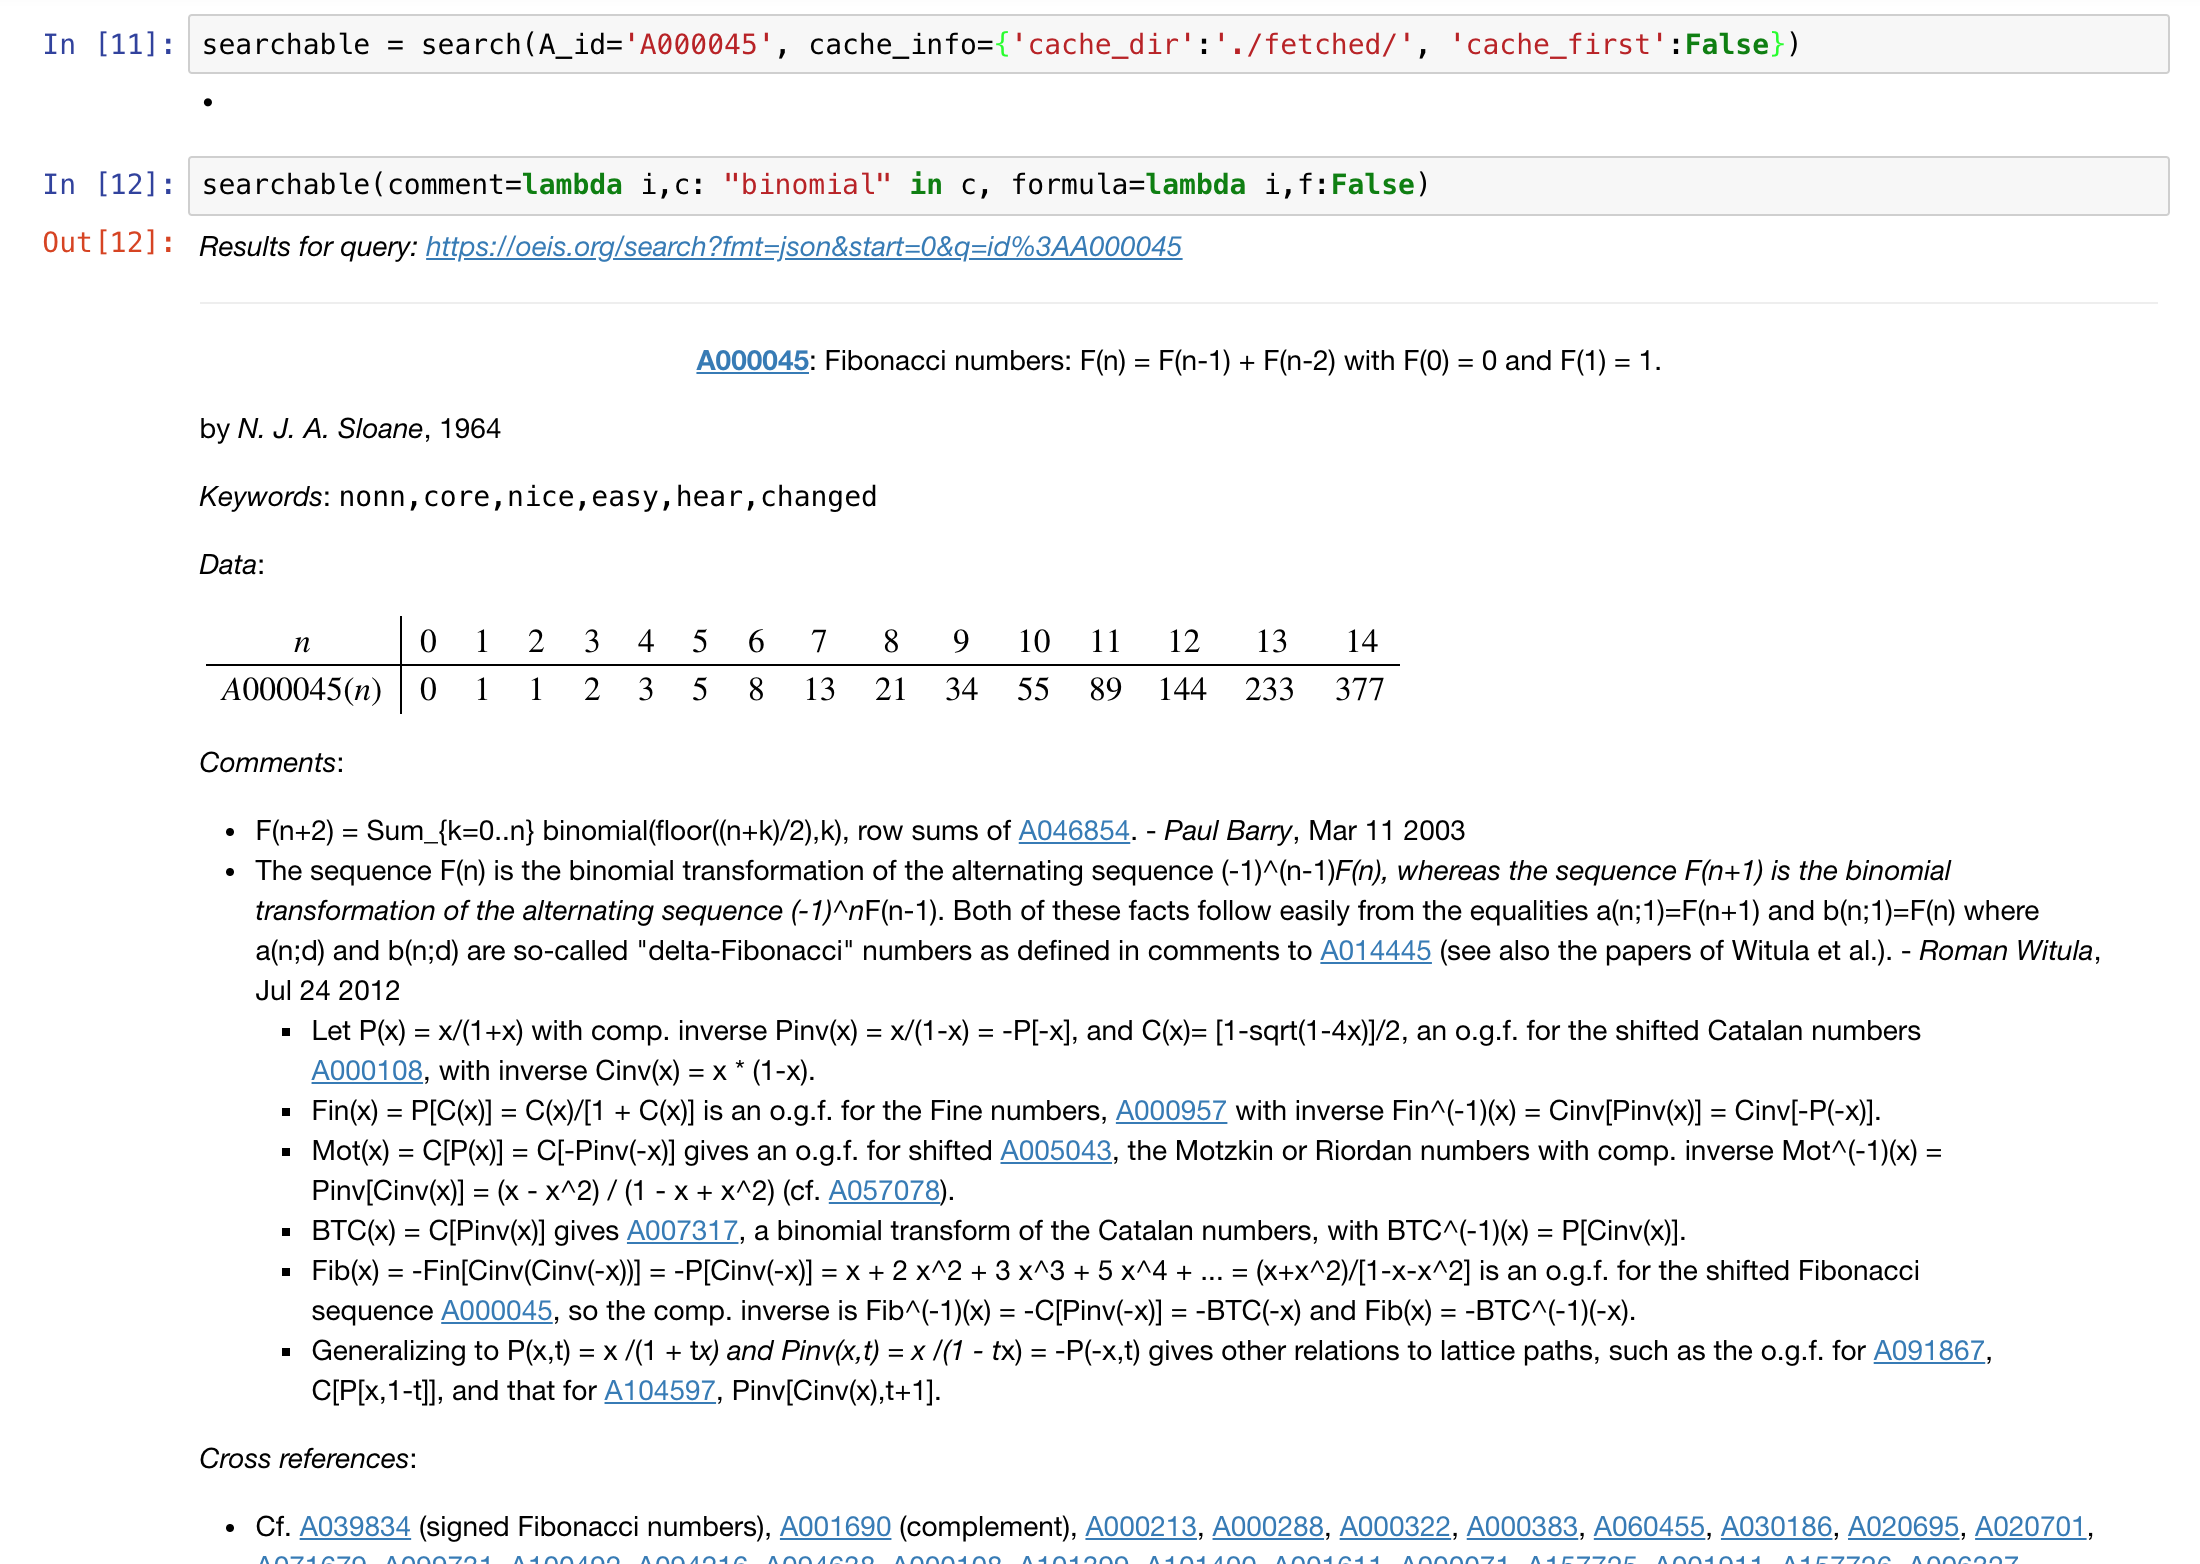 In [11]: searchable = search(A_id='A000045', cache_info={'cache_dir':'./fetched/', 'cache_first':False})
•
In [12]: searchable(comment=lambda i,c: "binomial" in c, formula=lambda i,f:False)
Out[12]: Results for query: https://oeis.org/search?fmt=json&start=0&q=id%3AA000045
A000045: Fibonacci numbers: F(n) = F(n-1) + F(n-2) with F(0) = 0 and F(1) = 1.
by N. J. A. Sloane, 1964
Keywords: nonn,core,nice,easy,hear,changed
Data:
n 0 1 2 3 4 5 6 7 8 9 10 11 12 13 14
A000045(n) 0 1 1 2 3 5 8 13 21 34 55 89 144 233 377
Comments:
• F(n+2) = Sum_{k=0..n} binomial(floor((n+k)/2),k), row sums of A046854. - Paul Barry, Mar 11 2003
• The sequence F(n) is the binomial transformation of the alternating sequence (-1)^(n-1)F(n), whereas the sequence F(n+1) is the binomial
transformation of the alternating sequence (-1)^nF(n-1). Both of these facts follow easily from the equalities a(n;1)=F(n+1) and b(n;1)=F(n) where
a(n;d) and b(n;d) are so-called "delta-Fibonacci" numbers as defined in comments to A014445 (see also the papers of Witula et al.). - Roman Witula,
Jul 24 2012
▪ Let P(x) = x/(1+x) with comp. inverse Pinv(x) = x/(1-x) = -P[-x], and C(x)= [1-sqrt(1-4x)]/2, an o.g.f. for the shifted Catalan numbers
A000108, with inverse Cinv(x) = x * (1-x).
▪ Fin(x) = P[C(x)] = C(x)/[1 + C(x)] is an o.g.f. for the Fine numbers, A000957 with inverse Fin^(-1)(x) = Cinv[Pinv(x)] = Cinv[-P(-x)].
▪ Mot(x) = C[P(x)] = C[-Pinv(-x)] gives an o.g.f. for shifted A005043, the Motzkin or Riordan numbers with comp. inverse Mot^(-1)(x) =
Pinv[Cinv(x)] = (x - x^2) / (1 - x + x^2) (cf. A057078).
▪ BTC(x) = C[Pinv(x)] gives A007317, a binomial transform of the Catalan numbers, with BTC^(-1)(x) = P[Cinv(x)].
▪ Fib(x) = -Fin[Cinv(Cinv(-x))] = -P[Cinv(-x)] = x + 2 x^2 + 3 x^3 + 5 x^4 + ... = (x+x^2)/[1-x-x^2] is an o.g.f. for the shifted Fibonacci
sequence A000045, so the comp. inverse is Fib^(-1)(x) = -C[Pinv(-x)] = -BTC(-x) and Fib(x) = -BTC^(-1)(-x).
▪ Generalizing to P(x,t) = x /(1 + tx) and Pinv(x,t) = x /(1 - tx) = -P(-x,t) gives other relations to lattice paths, such as the o.g.f. for A091867,
C[P[x,1-t]], and that for A104597, Pinv[Cinv(x),t+1].
Cross references:
• Cf. A039834 (signed Fibonacci numbers), A001690 (complement), A000213, A000288, A000322, A000383, A060455, A030186, A020695, A020701,